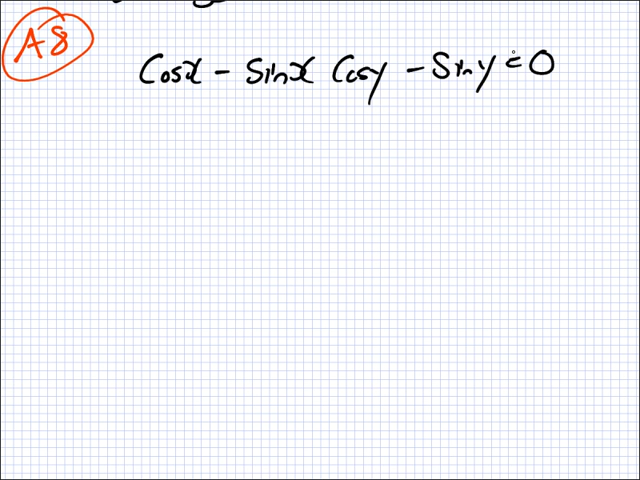 A8
Cosx - Sinx Cosy - Siny = 0